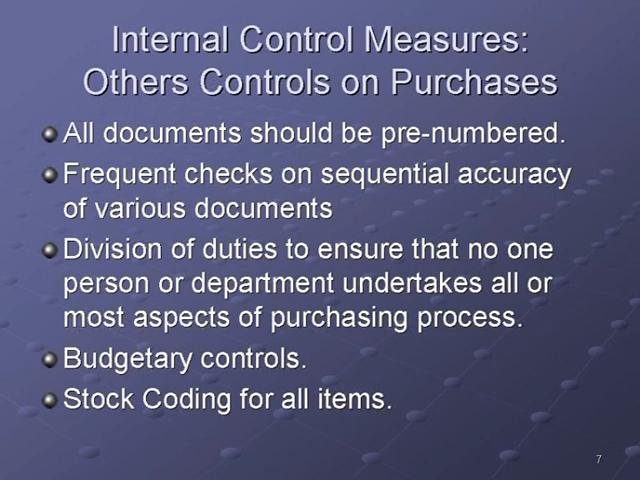 Internal Control Measures:
Others Controls on Purchases
All documents should be pre-numbered.
Frequent checks on sequential accuracy
of various documents
Division of duties to ensure that no one
person or department undertakes all or
most aspects of purchasing process.
Budgetary controls.
Stock Coding for all items.
7